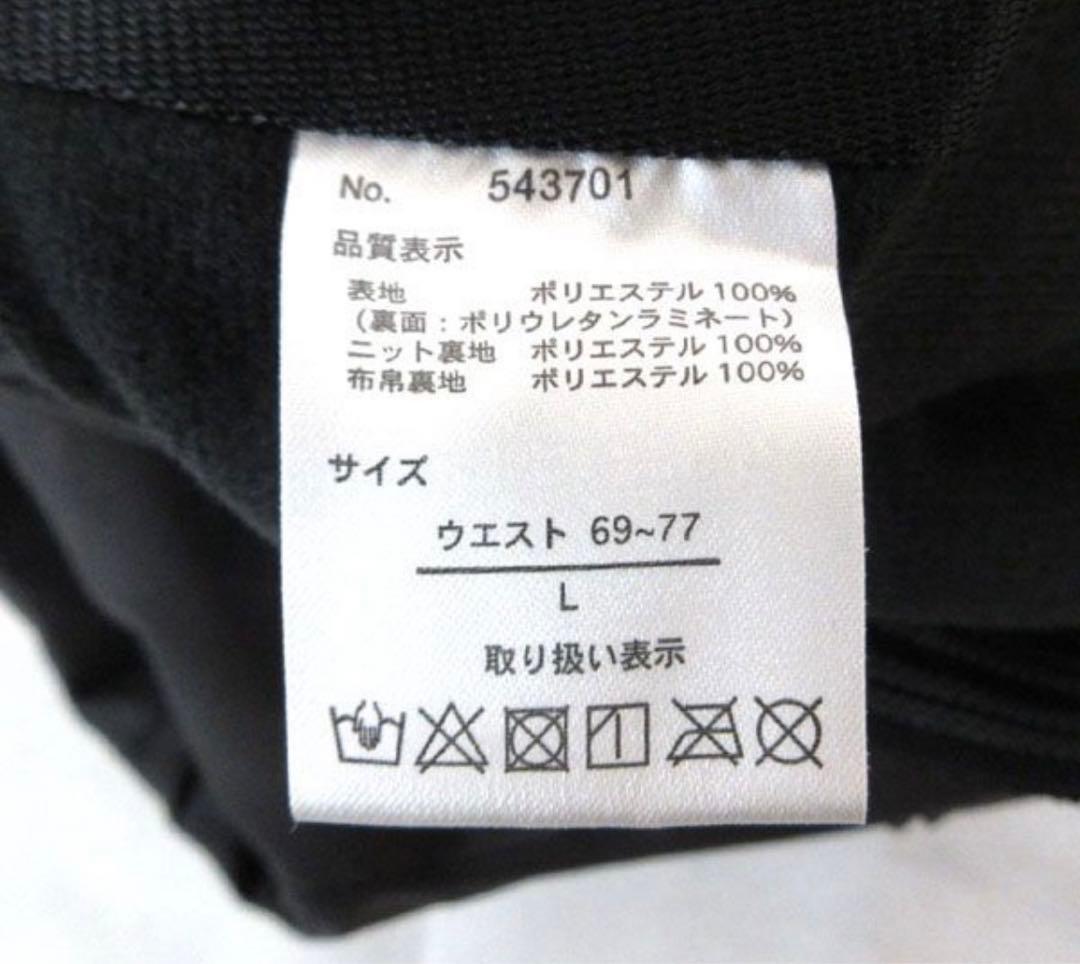 No. 543701
品質表示
表地 ポリエステル 100%
（裏面：ポリウレタンラミネート）
ニット裏地 ポリエステル 100%
布帛裏地 ポリエステル 100%
サイズ
ウエスト 69~77
L
取り扱い表示